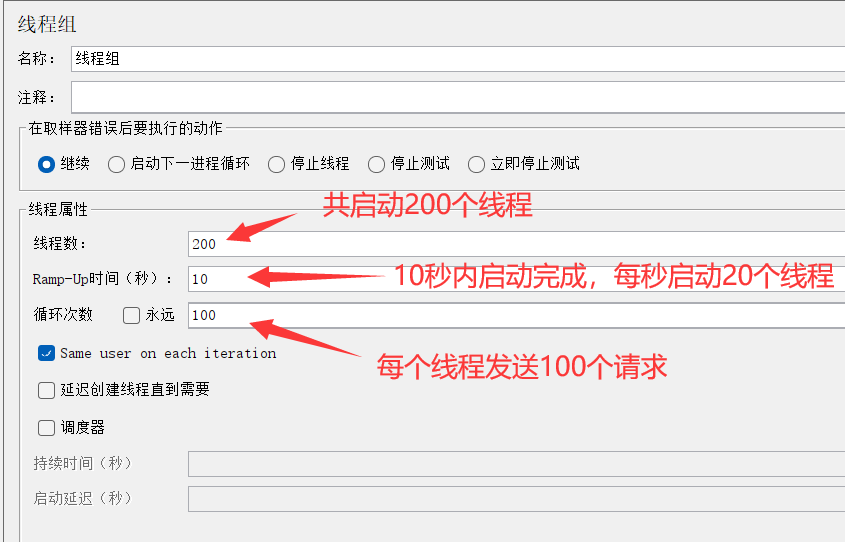 线程组
名称： 线程组
注释：
在取样器错误后要执行的动作
继续 启动下一进程循环 停止线程 停止测试 立即停止测试
线程属性
共启动200个线程
线程数： 200
Ramp-Up时间（秒）： 10 10秒内启动完成，每秒启动20个线程
循环次数 永远 100
Same user on each iteration
每个线程发送100个请求
延迟创建线程直到需要
调度器
持续时间（秒）
启动延迟（秒）